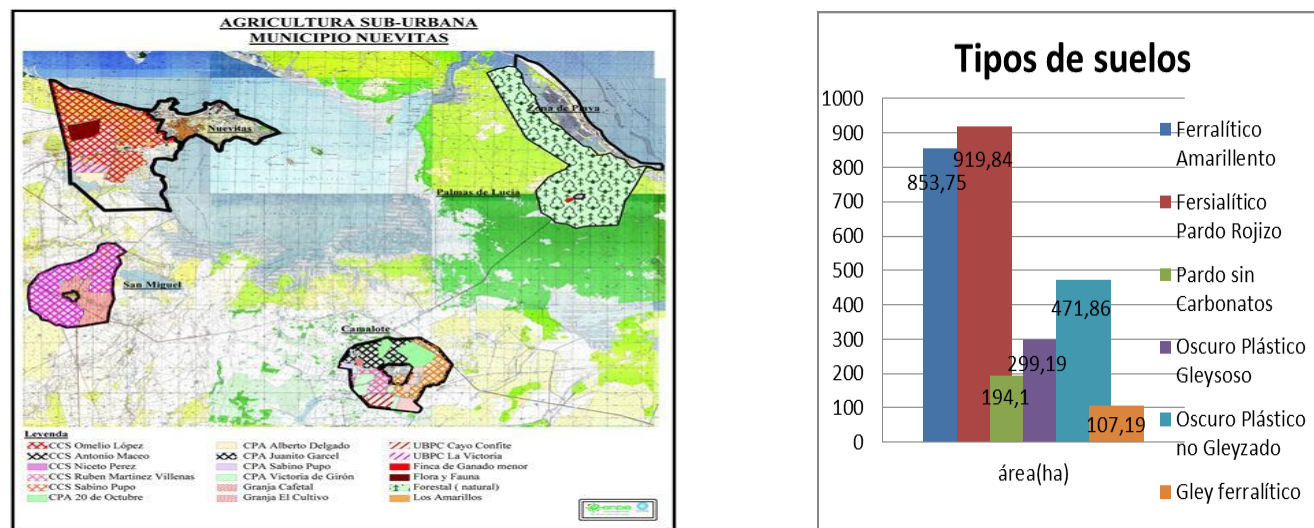 AGRICULTURA SUB-URBANA
MUNICIPIO NUEVITAS
Nuevitas
Zona de Playa
Palmas de Lucia
San Miguel
Camalote
Leyenda
CCS Omelio López
CCS Antonio Maceo
CCS Niceto Perez
CCS Ruben Martinez Villenas
CCS Sabino Pupo
CPA 20 de Octubre
CPA Alberto Delgado
CPA Juanito Garcel
CPA Sabino Pupo
CPA Victoria de Girón
Granja Cafetal
Granja El Cultivo
UBPC Cayo Confite
UBPC La Victoria
Finca de Ganado menor
Flora y Fauna
Forestal ( natural)
Los Amarillos
Tipos de suelos
1000
900
800
700
600
500
400
300
200
100
0
853,75
919,84
194,1
299,19
471,86
107,19
área(ha)
Ferralítico
Amarillento
Fersialítico
Pardo Rojizo
Pardo sin
Carbonatos
Oscuro Plástico
Gleysoso
Oscuro Plástico
no Gleyzado
Gley ferralítico